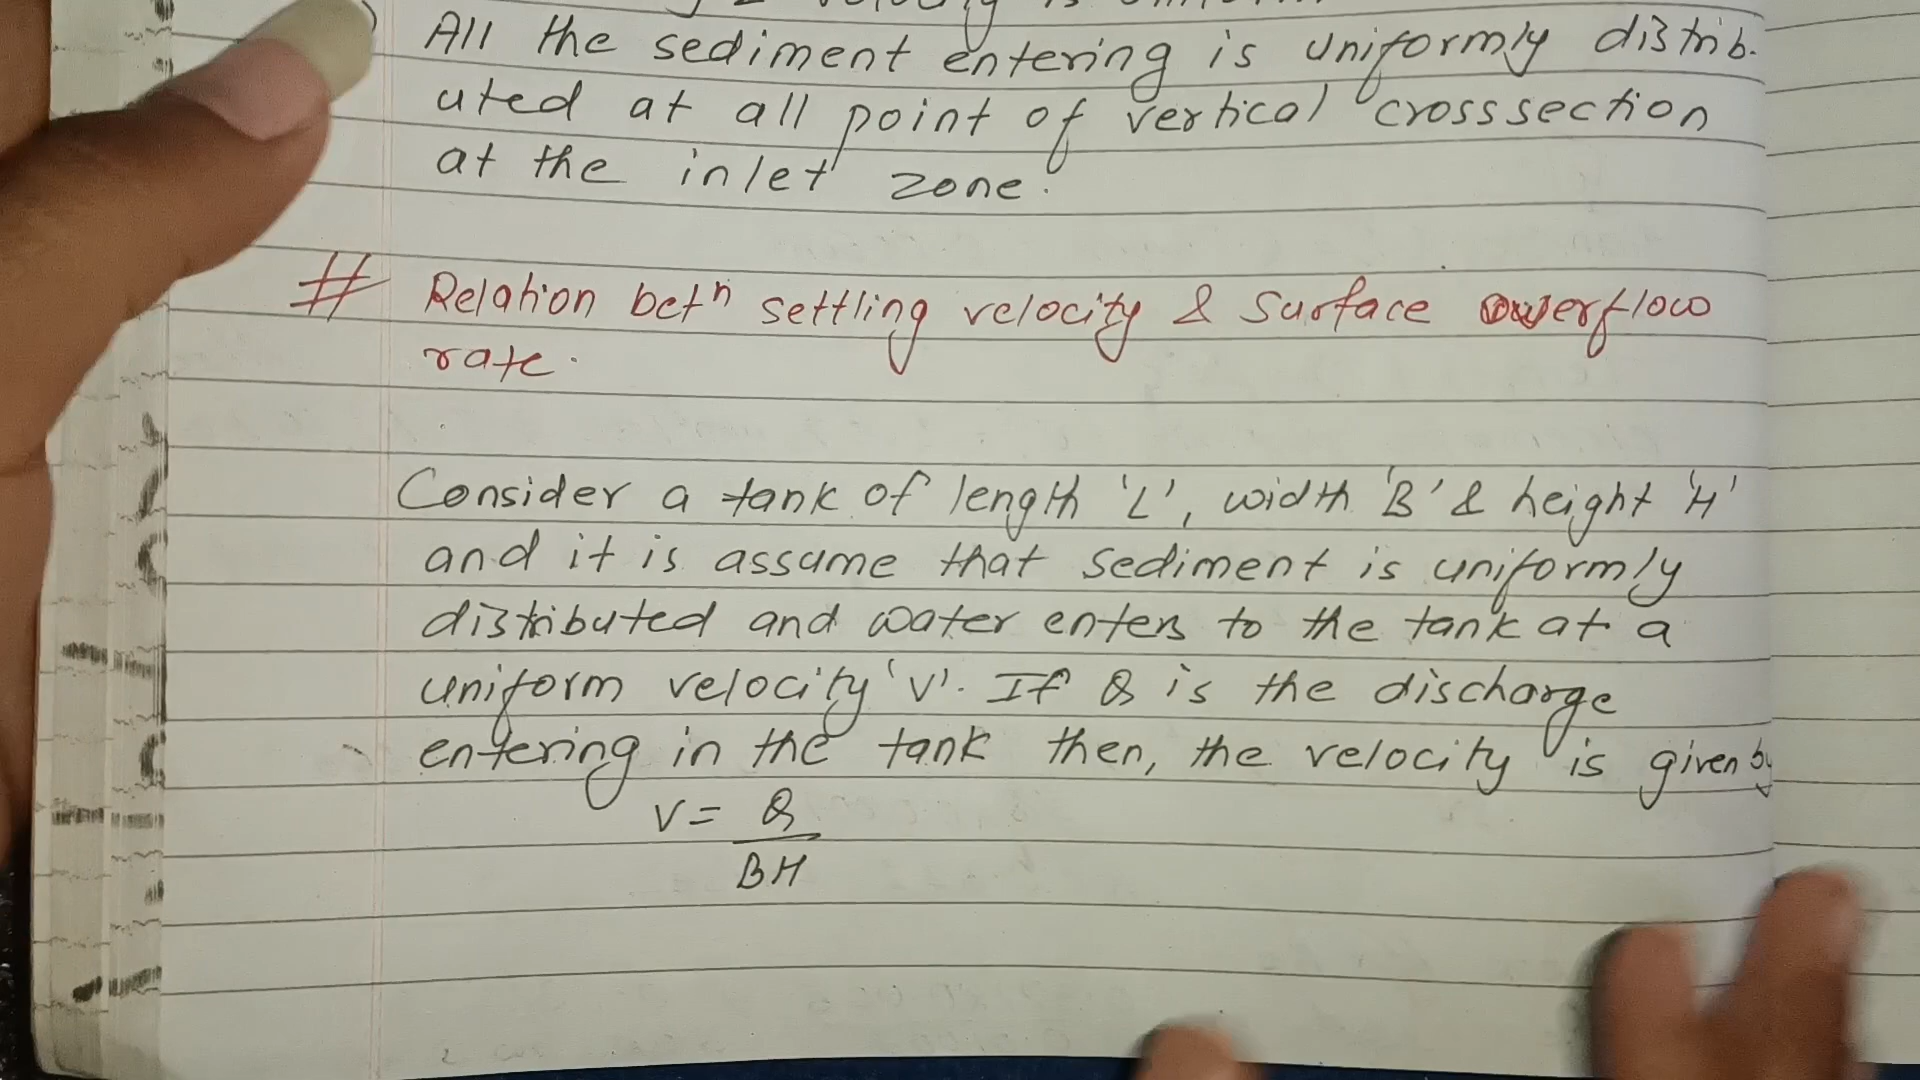 velocity is uniform
All the sediment entering is uniformly distrib-
uted at all point of vertical crosssection
at the inlet zone.
# Relation betn settling velocity & Surface overflow
rate.
Consider a tank of length 'L', width 'B' & height 'H'
and it is assume that sediment is uniformly
distributed and water enters to the tank at a
uniform velocity 'V'. If Q is the discharge
entering in the tank then, the velocity is given by
V = Q
BH